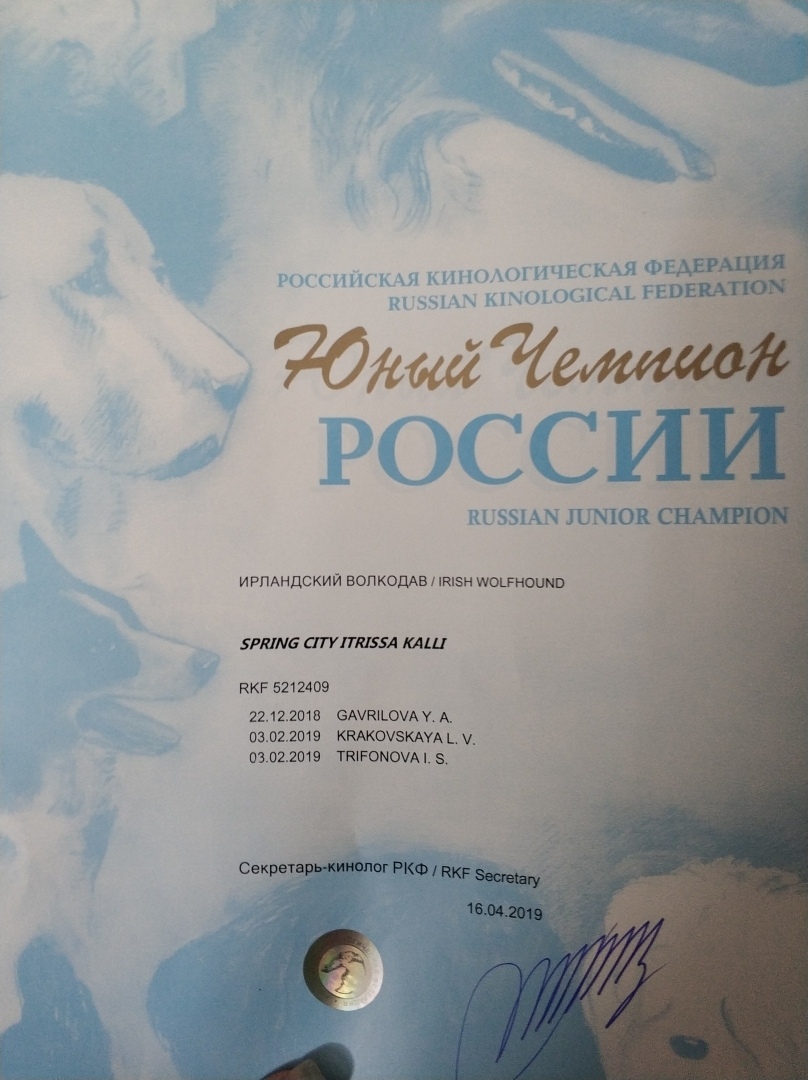 РОССИЙСКАЯ КИНОЛОГИЧЕСКАЯ ФЕДЕРАЦИЯ
RUSSIAN KINOLOGICAL FEDERATION
Юный Чемпион
РОССИИ
RUSSIAN JUNIOR CHAMPION
ИРЛАНДСКИЙ ВОЛКОДАВ / IRISH WOLFHOUND
SPRING CITY ITRISSA KALLI
RKF 5212409
22.12.2018 GAVRILOVA Y. A.
03.02.2019 KRAKOVSKAYA L. V.
03.02.2019 TRIFONOVA I. S.
Секретарь-кинолог РКФ / RKF Secretary
16.04.2019